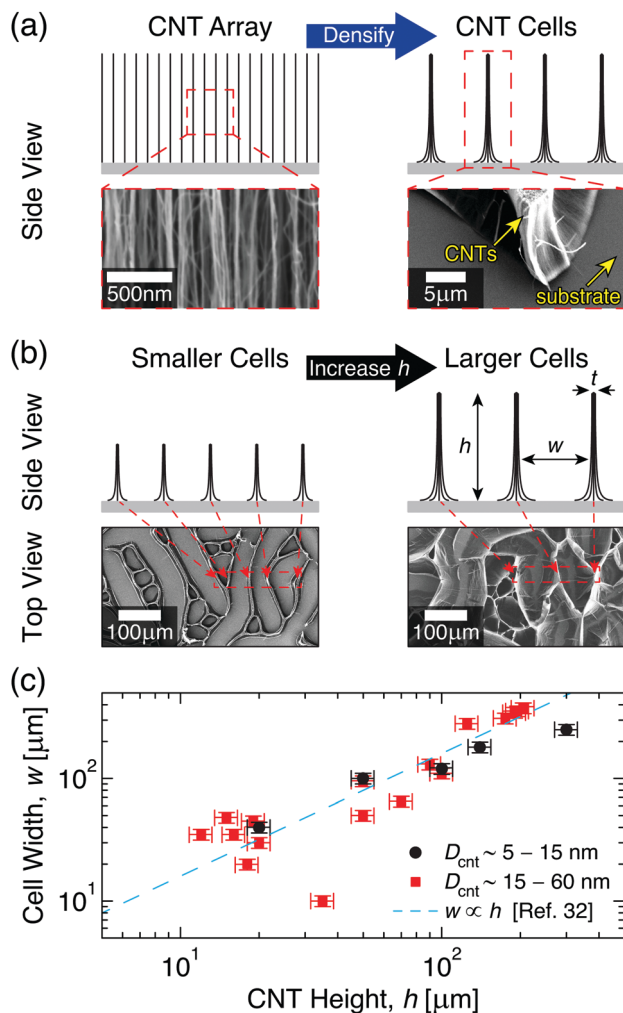 (a)
CNT Array
Densify
CNT Cells
Side View
500nm
CNTs
substrate
5μm
(b)
Smaller Cells
Increase h
Larger Cells
Side View
t
h
w
Top View
100μm
100μm
(c)
Cell Width, w [μm]
10²
10¹
D_cnt ~ 5 – 15 nm
D_cnt ~ 15 – 60 nm
w ∝ h [Ref. 32]
10¹
10²
CNT Height, h [μm]